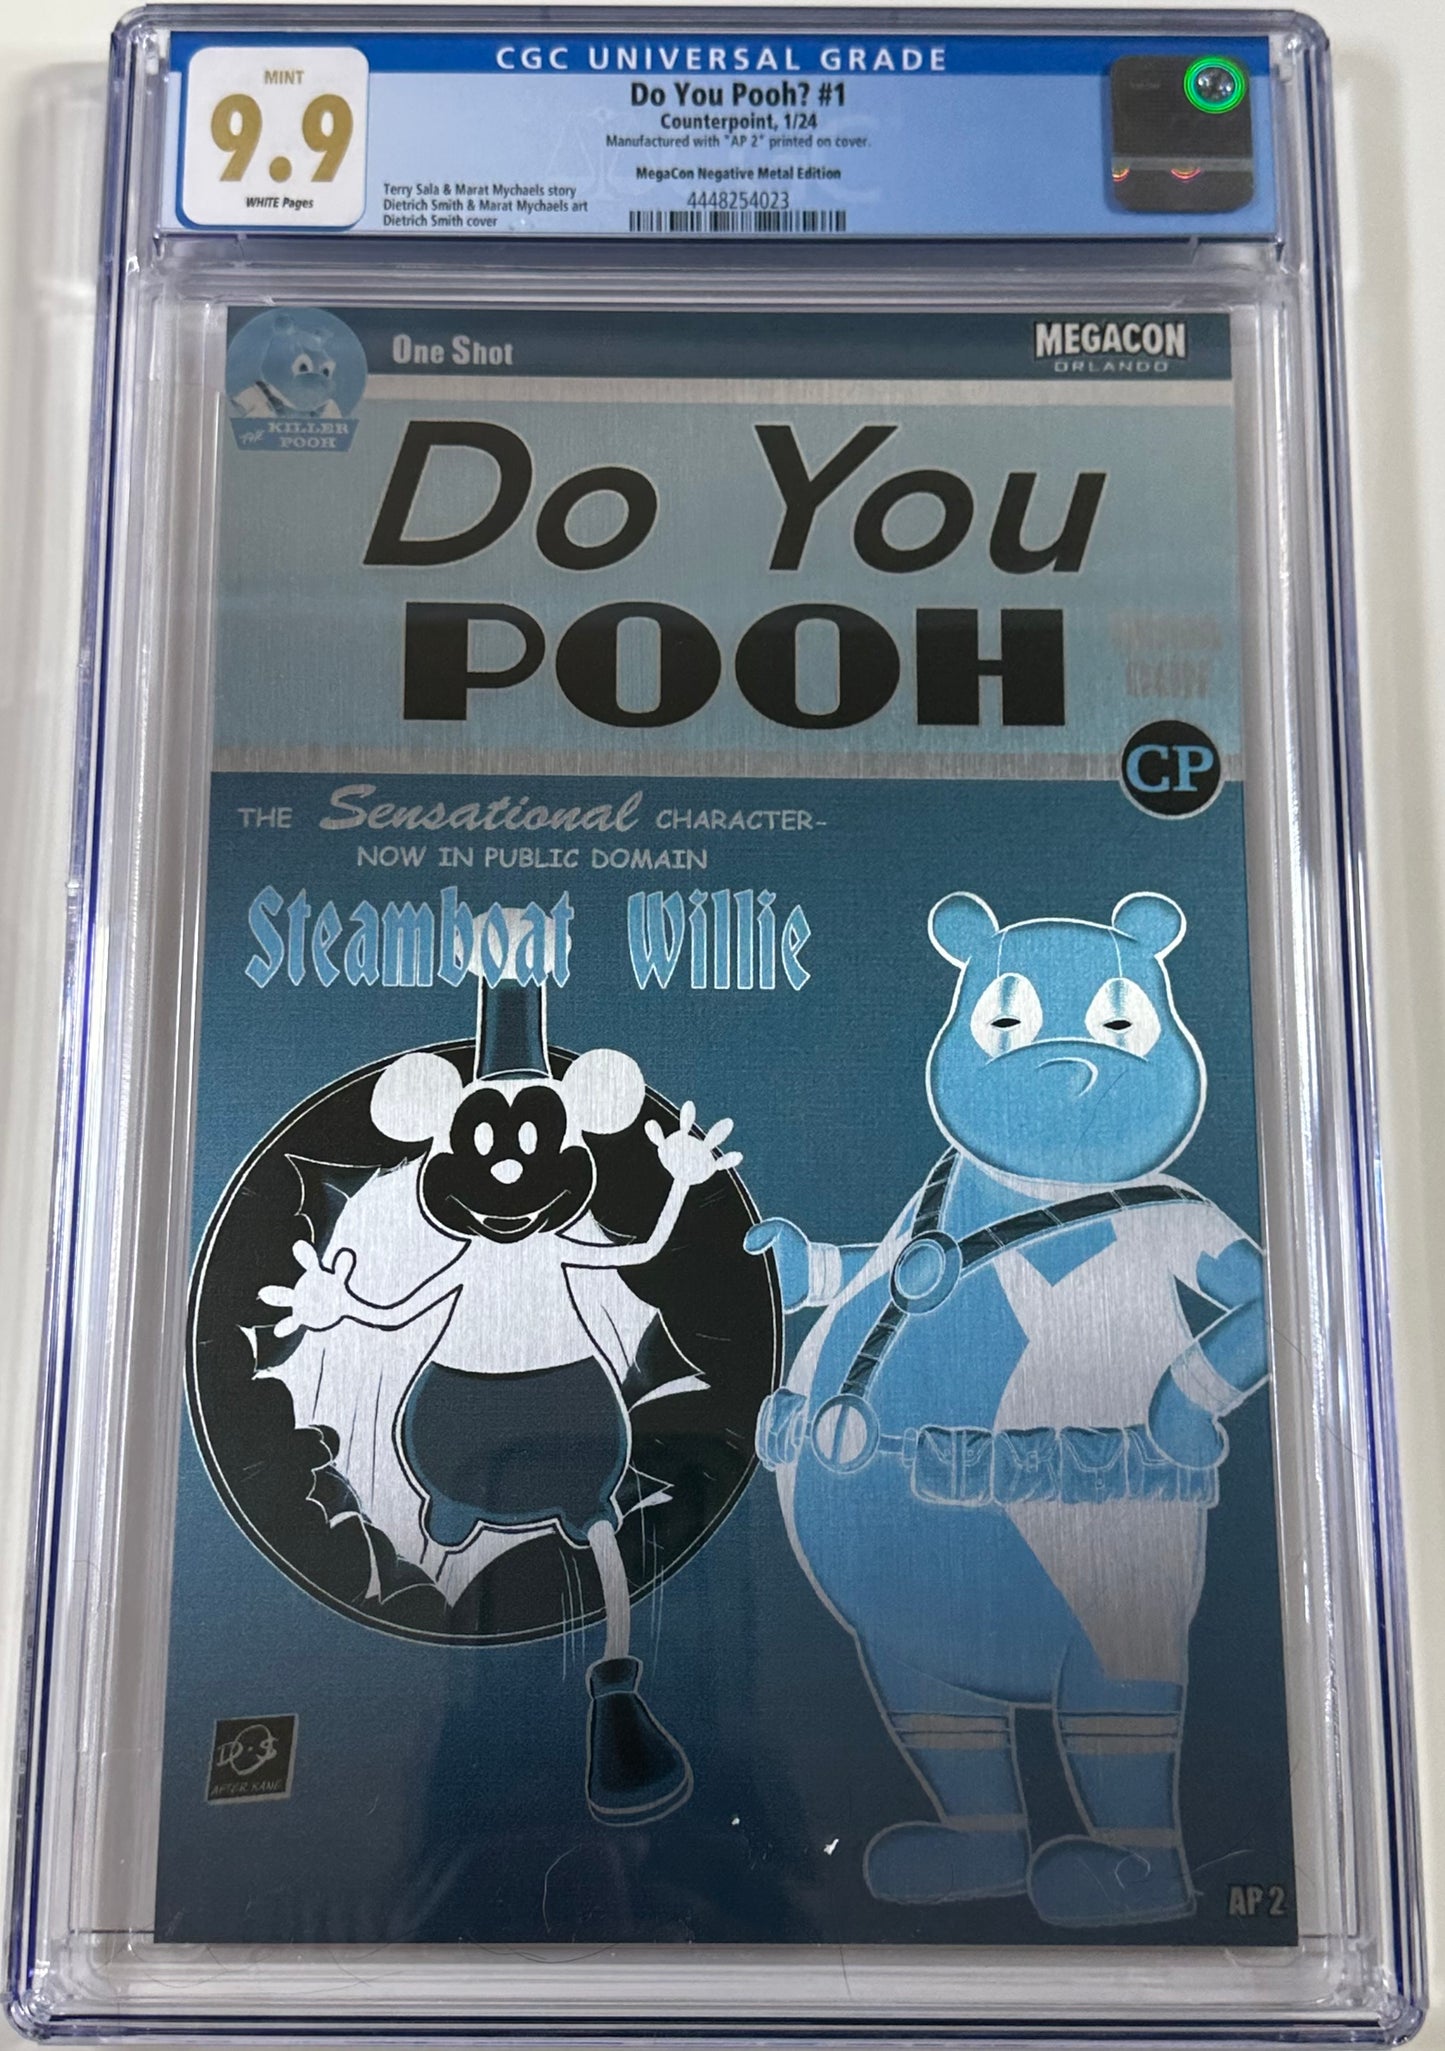 CGC UNIVERSAL GRADE
MINT
9.9
WHITE Pages
Do You Pooh? #1
Counterpoint, 1/24
Manufactured with "AP 2" printed on cover.
MegaCon Negative Metal Edition
4448254023
Terry Sala & Marat Mychaels story
Dietrich Smith & Marat Mychaels art
Dietrich Smith cover
One Shot
MEGACON
ORLANDO
THE KILLER
POOH
Do You
POOH
CP
THE Sensational CHARACTER-
NOW IN PUBLIC DOMAIN
Steamboat Willie
D.S
AFTER KANE
AP 2